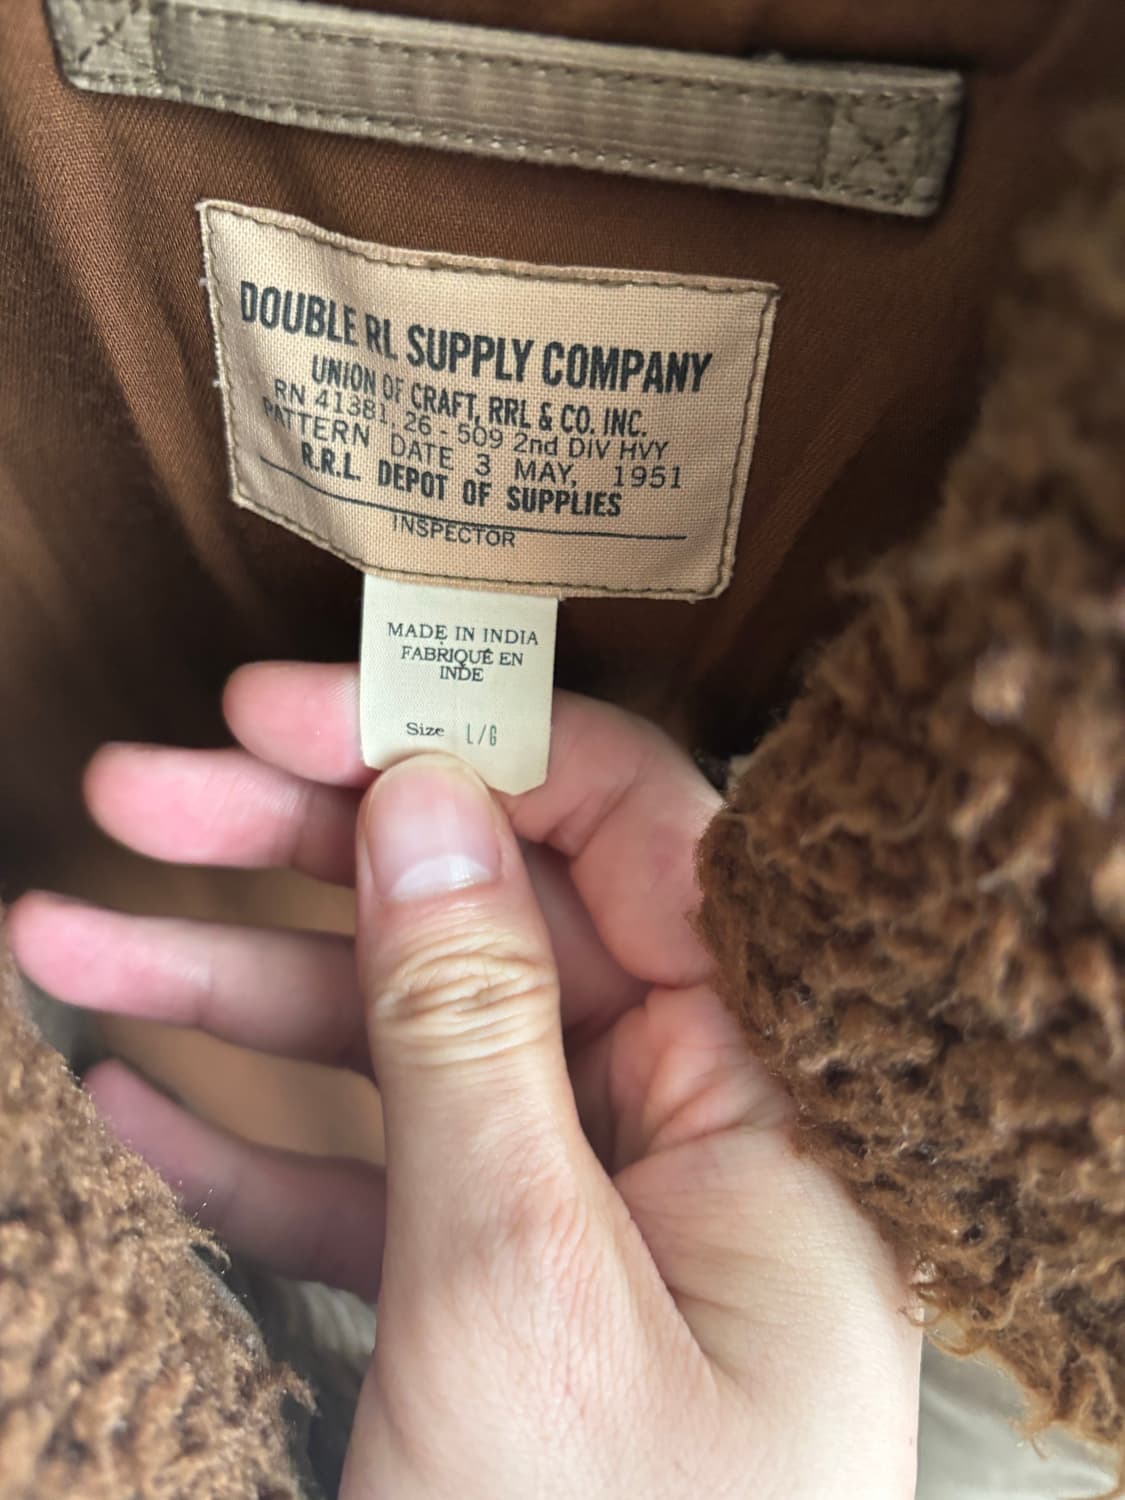 DOUBLE RL SUPPLY COMPANY
UNION OF CRAFT, RRL & CO. INC.
RN 41381, 26 - 509 2nd DIV HVY
PATTERN DATE 3 MAY, 1951
R.R.L. DEPOT OF SUPPLIES
INSPECTOR
MADE IN INDIA
FABRIQUÉ EN
INDE
Size L/G